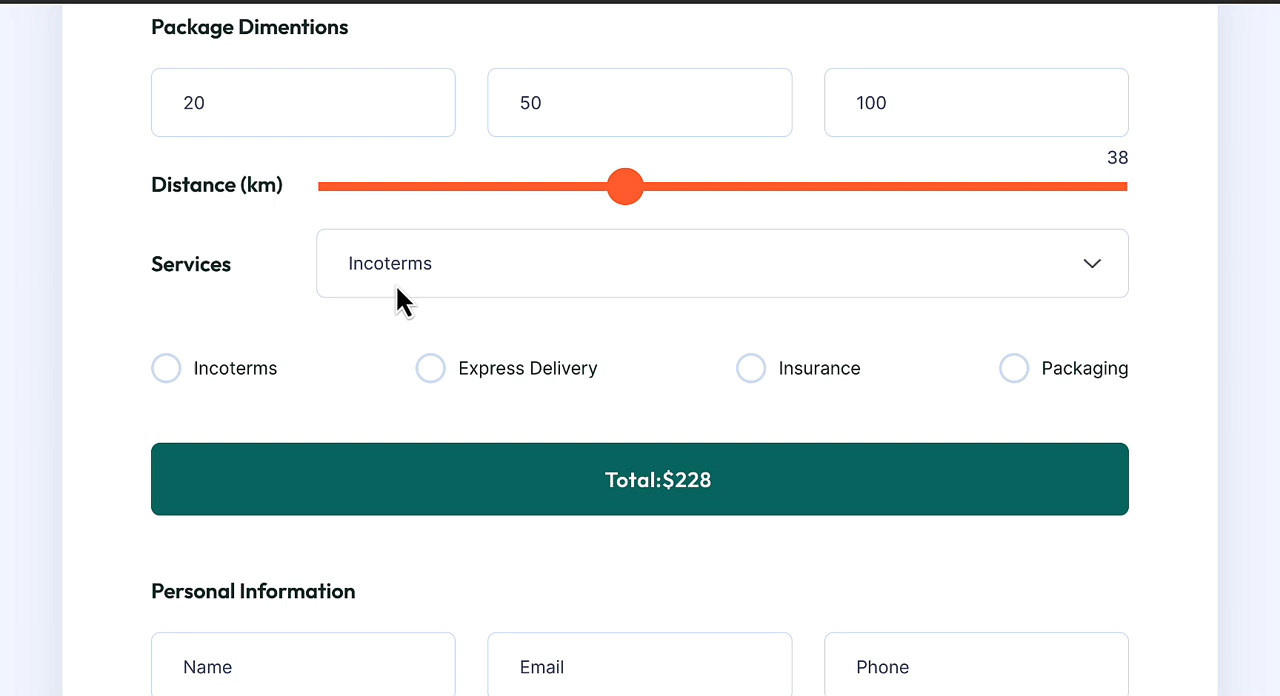 Package Dimentions
20 50 100
38
Distance (km)
Services Incoterms
Incoterms Express Delivery Insurance Packaging
Total:$228
Personal Information
Name Email Phone